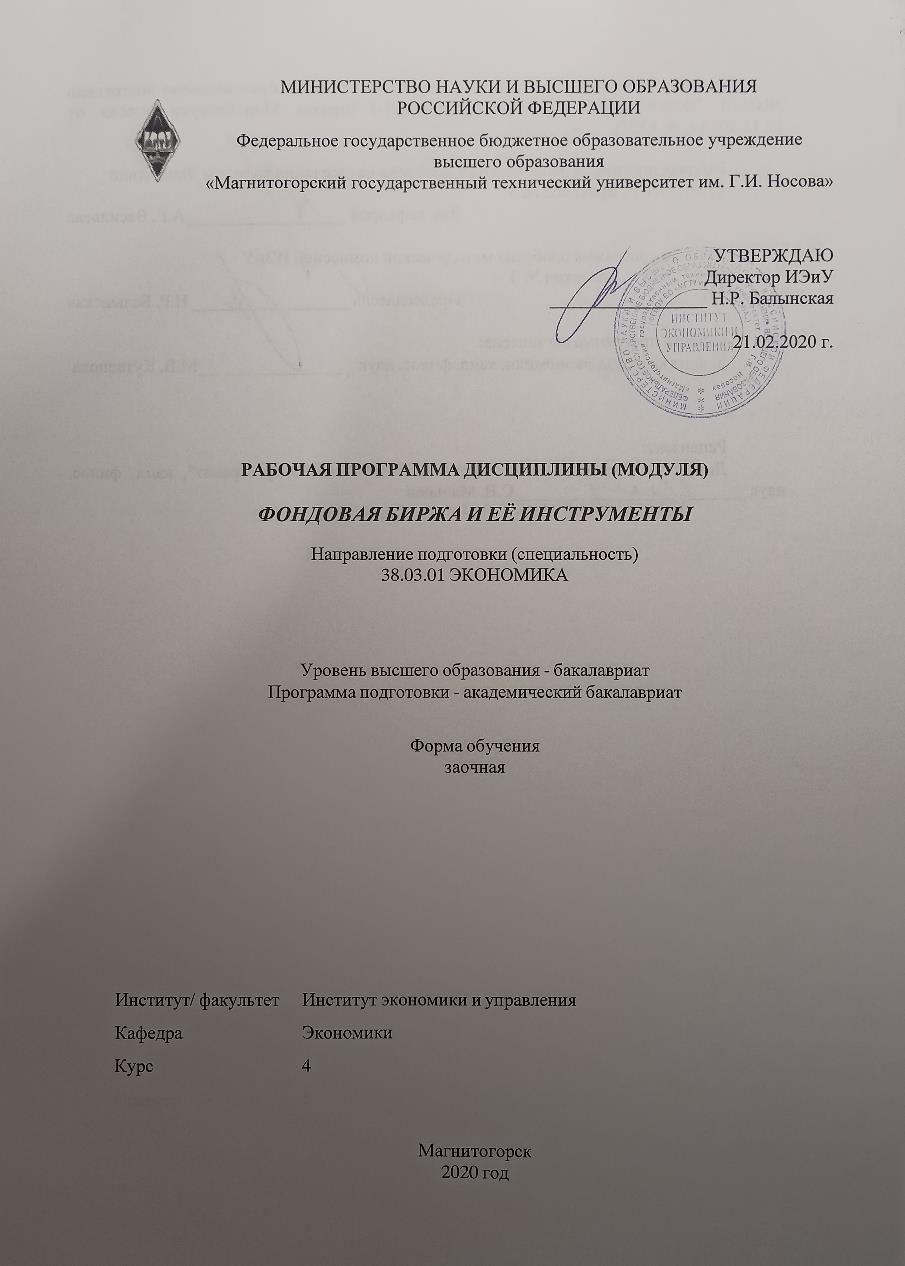 МИНИСТЕРСТВО НАУКИ И ВЫСШЕГО ОБРАЗОВАНИЯ
РОССИЙСКОЙ ФЕДЕРАЦИИ
Федеральное государственное бюджетное образовательное учреждение
высшего образования
«Магнитогорский государственный технический университет им. Г.И. Носова»
УТВЕРЖДАЮ
Директор ИЭиУ
Н.Р. Балынская
21.02.2020 г.
ИНСТИТУТ
ЭКОНОМИКИ И
УПРАВЛЕНИЯ
РАБОЧАЯ ПРОГРАММА ДИСЦИПЛИНЫ (МОДУЛЯ)
ФОНДОВАЯ БИРЖА И ЕЁ ИНСТРУМЕНТЫ
Направление подготовки (специальность)
38.03.01 ЭКОНОМИКА
Уровень высшего образования - бакалавриат
Программа подготовки - академический бакалавриат
Форма обучения
заочная
Институт/ факультет Институт экономики и управления
Кафедра Экономики
Курс 4
Магнитогорск
2020 год